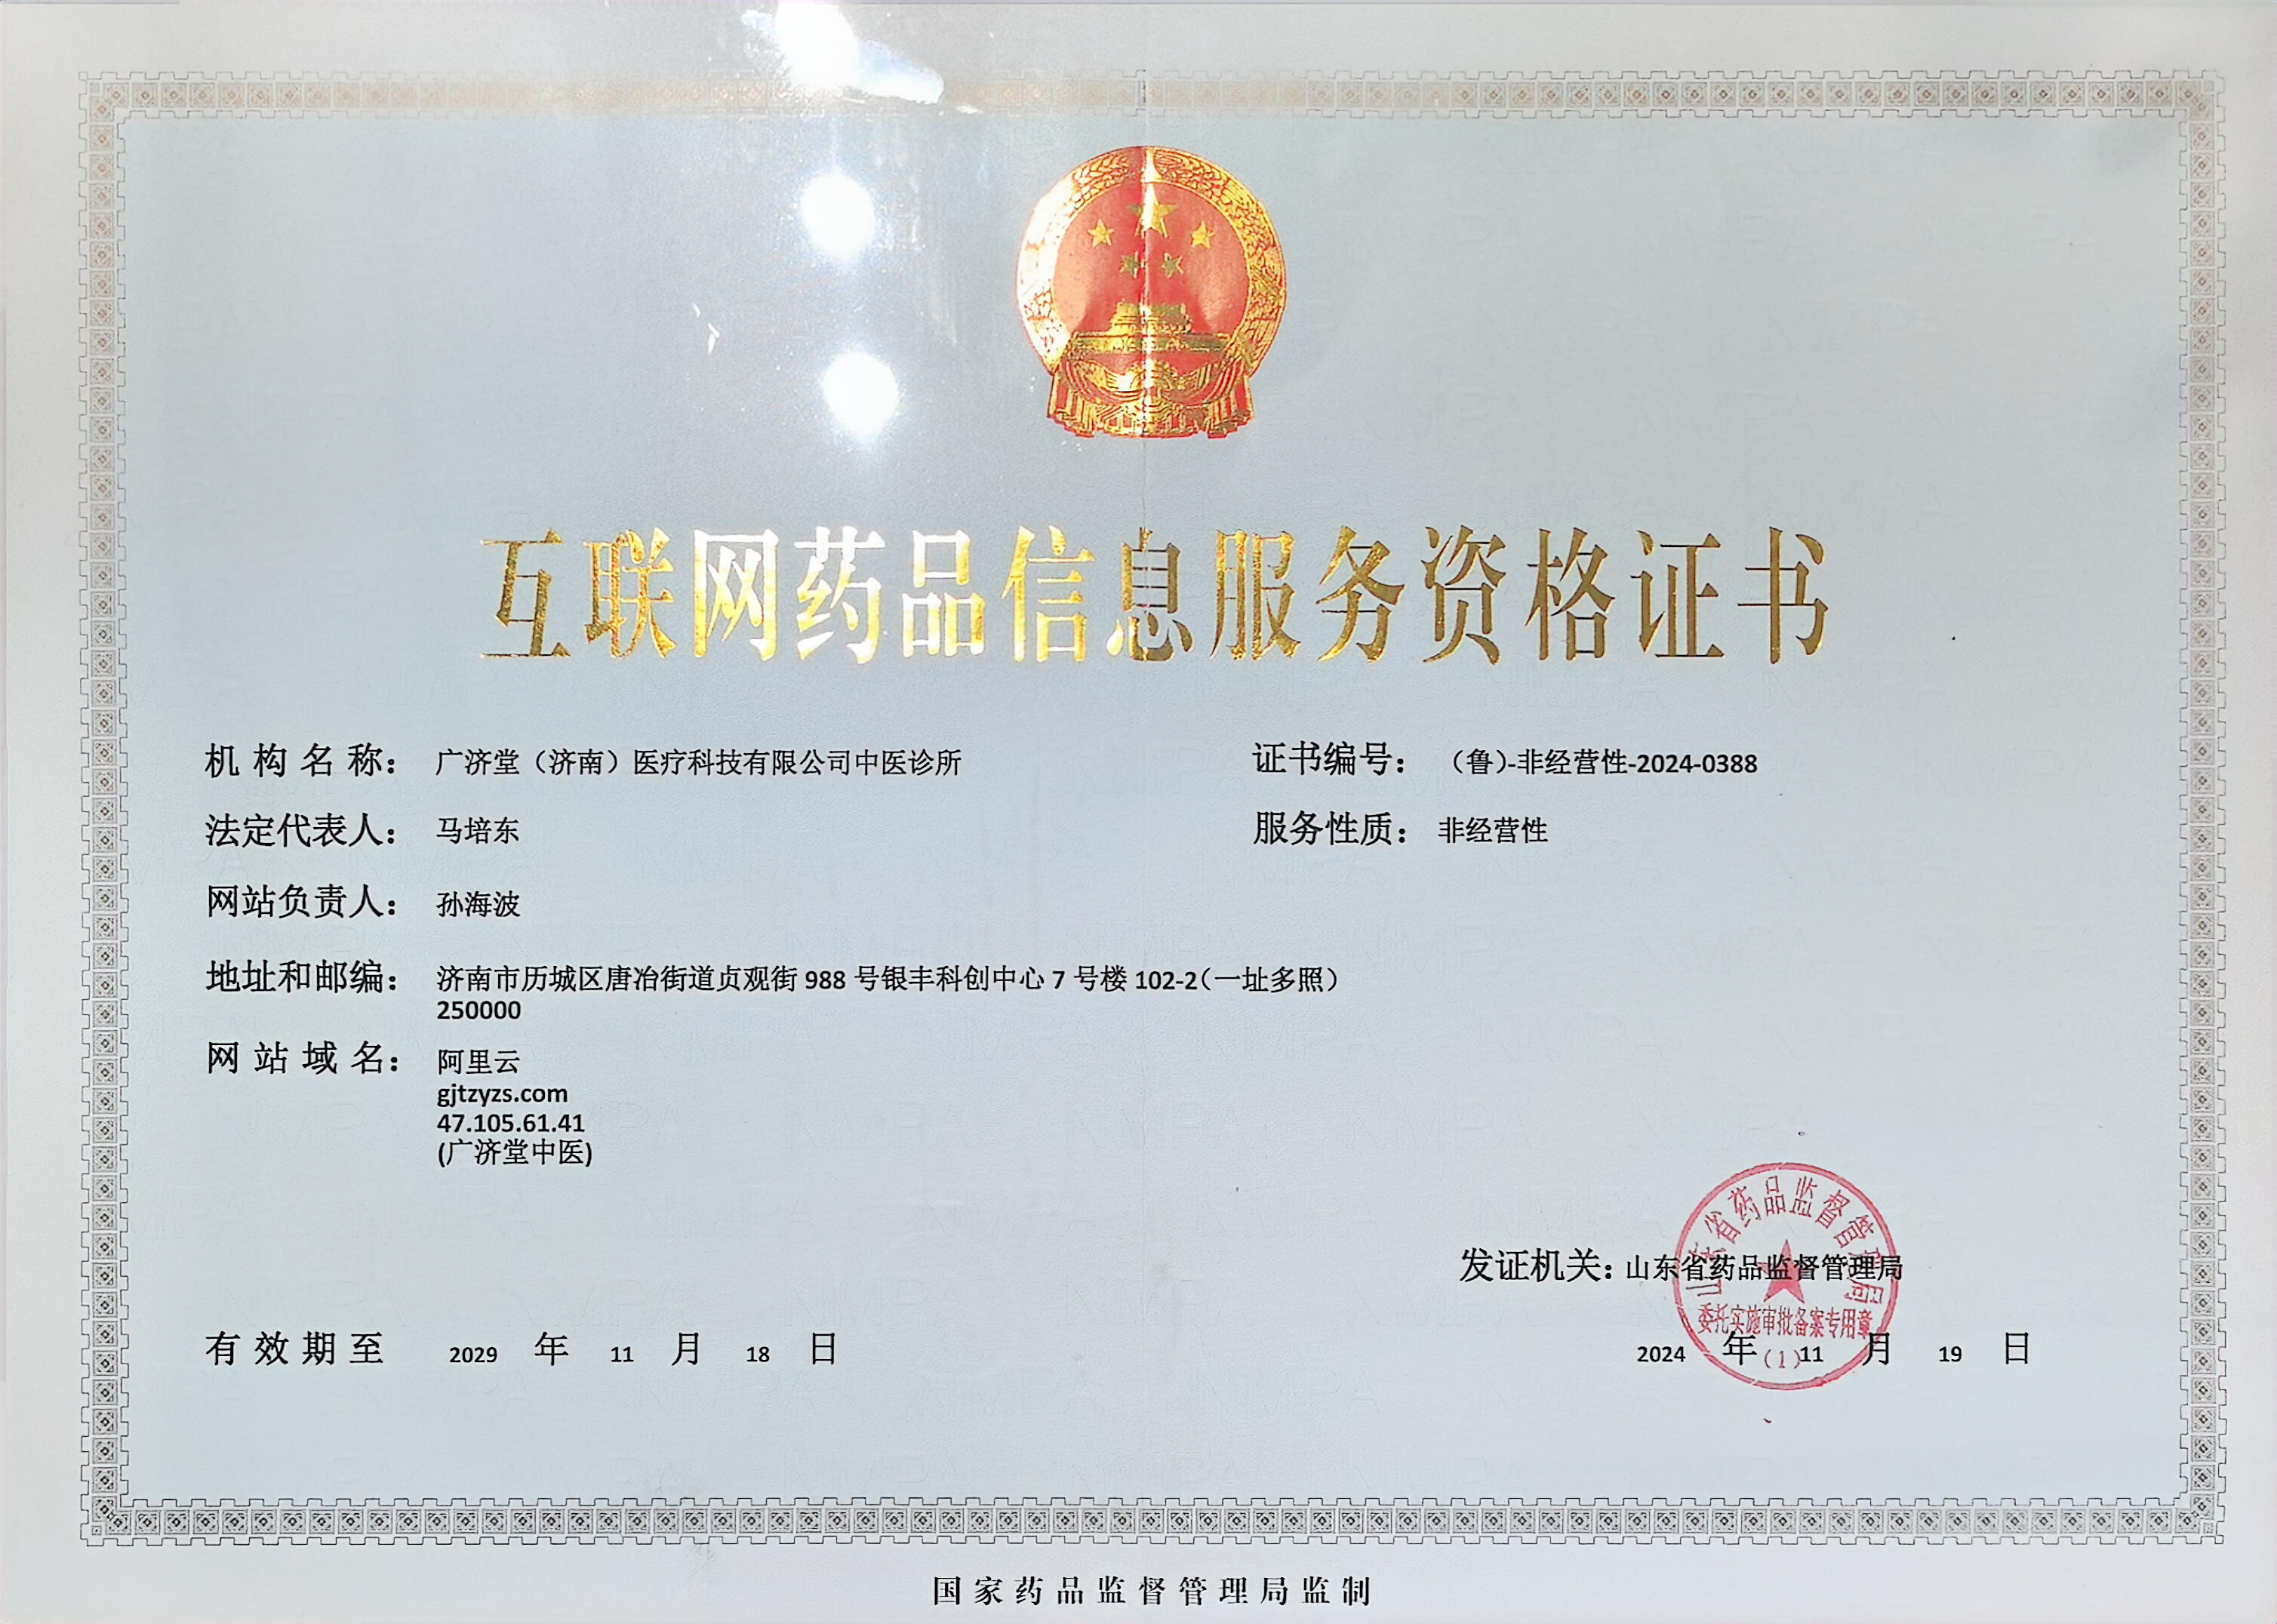 互联网药品信息服务资格证书
机构名称： 广济堂（济南）医疗科技有限公司中医诊所
证书编号： （鲁）-非经营性-2024-0388
法定代表人： 马培东
服务性质： 非经营性
网站负责人： 孙海波
地址和邮编： 济南市历城区唐冶街道贞观街 988 号银丰科创中心 7 号楼 102-2（一址多照）
250000
网站域名： 阿里云
gjtzyzs.com
47.105.61.41
(广济堂中医)
山东省药品监督管理局
发证机关：山东省药品监督管理局
委托实施审批备案专用章
(1)
有效期至 2029 年 11 月 18 日
2024 年 11 月 19 日
国家药品监督管理局监制